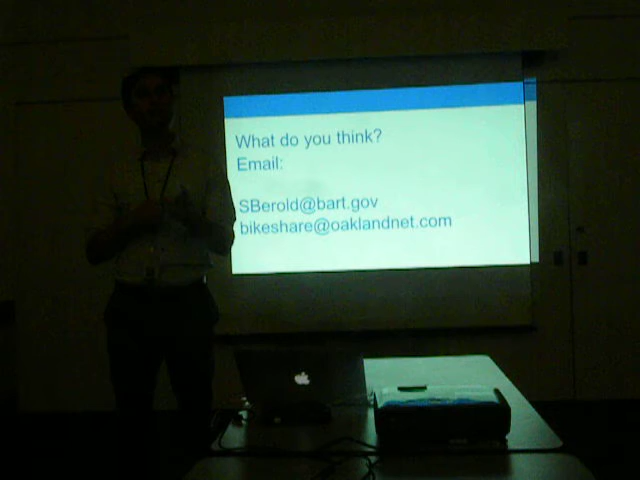 What do you think?
Email:
SBerold@bart.gov
bikeshare@oaklandnet.com